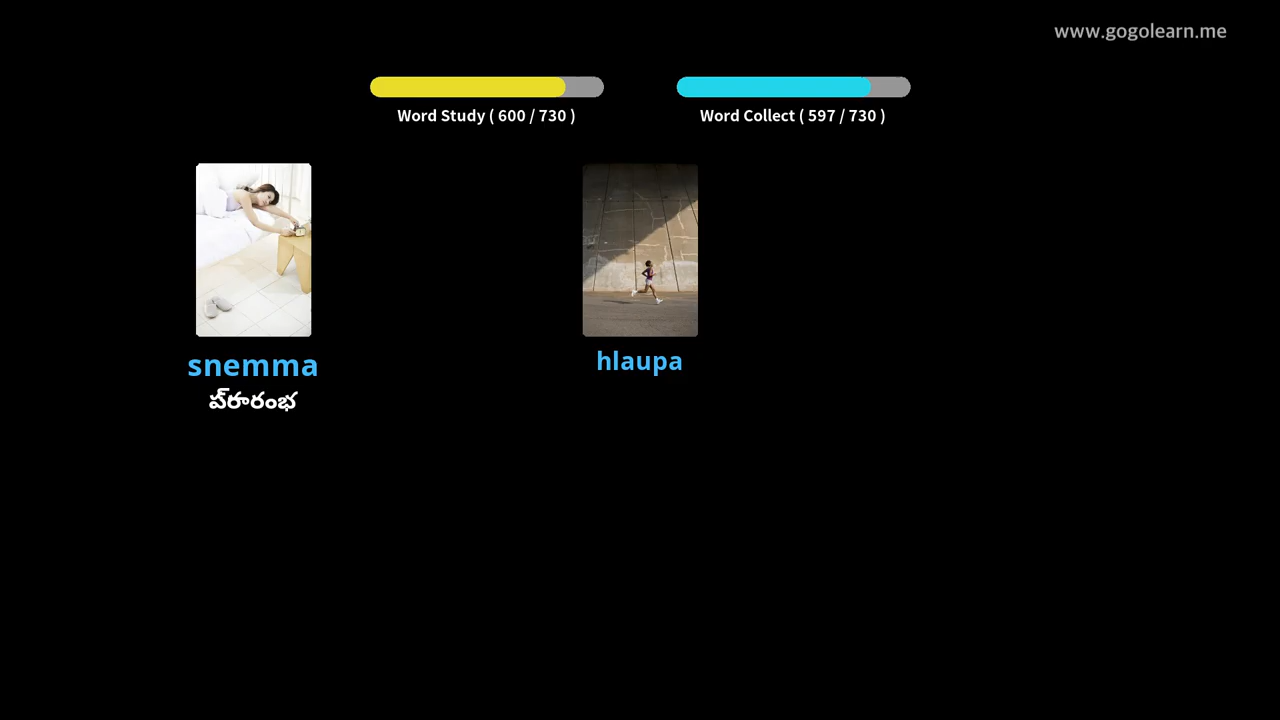 www.gogolearn.me
Word Study ( 600 / 730 )
Word Collect ( 597 / 730 )
snemma
ప్రారంభ
hlaupa